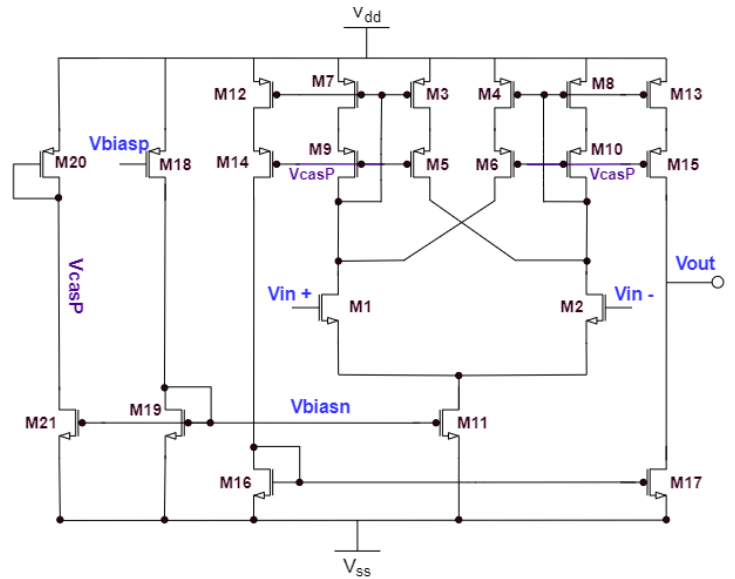 Vdd
M12
M7
M3
M4
M8
M13
Vbiasp
M20
M18
M14
M9
M5
M6
M10
M15
VcasP
VcasP
VcasP
Vout
Vin +
M1
M2
Vin -
M21
M19
Vbiasn
M11
M16
M17
Vss